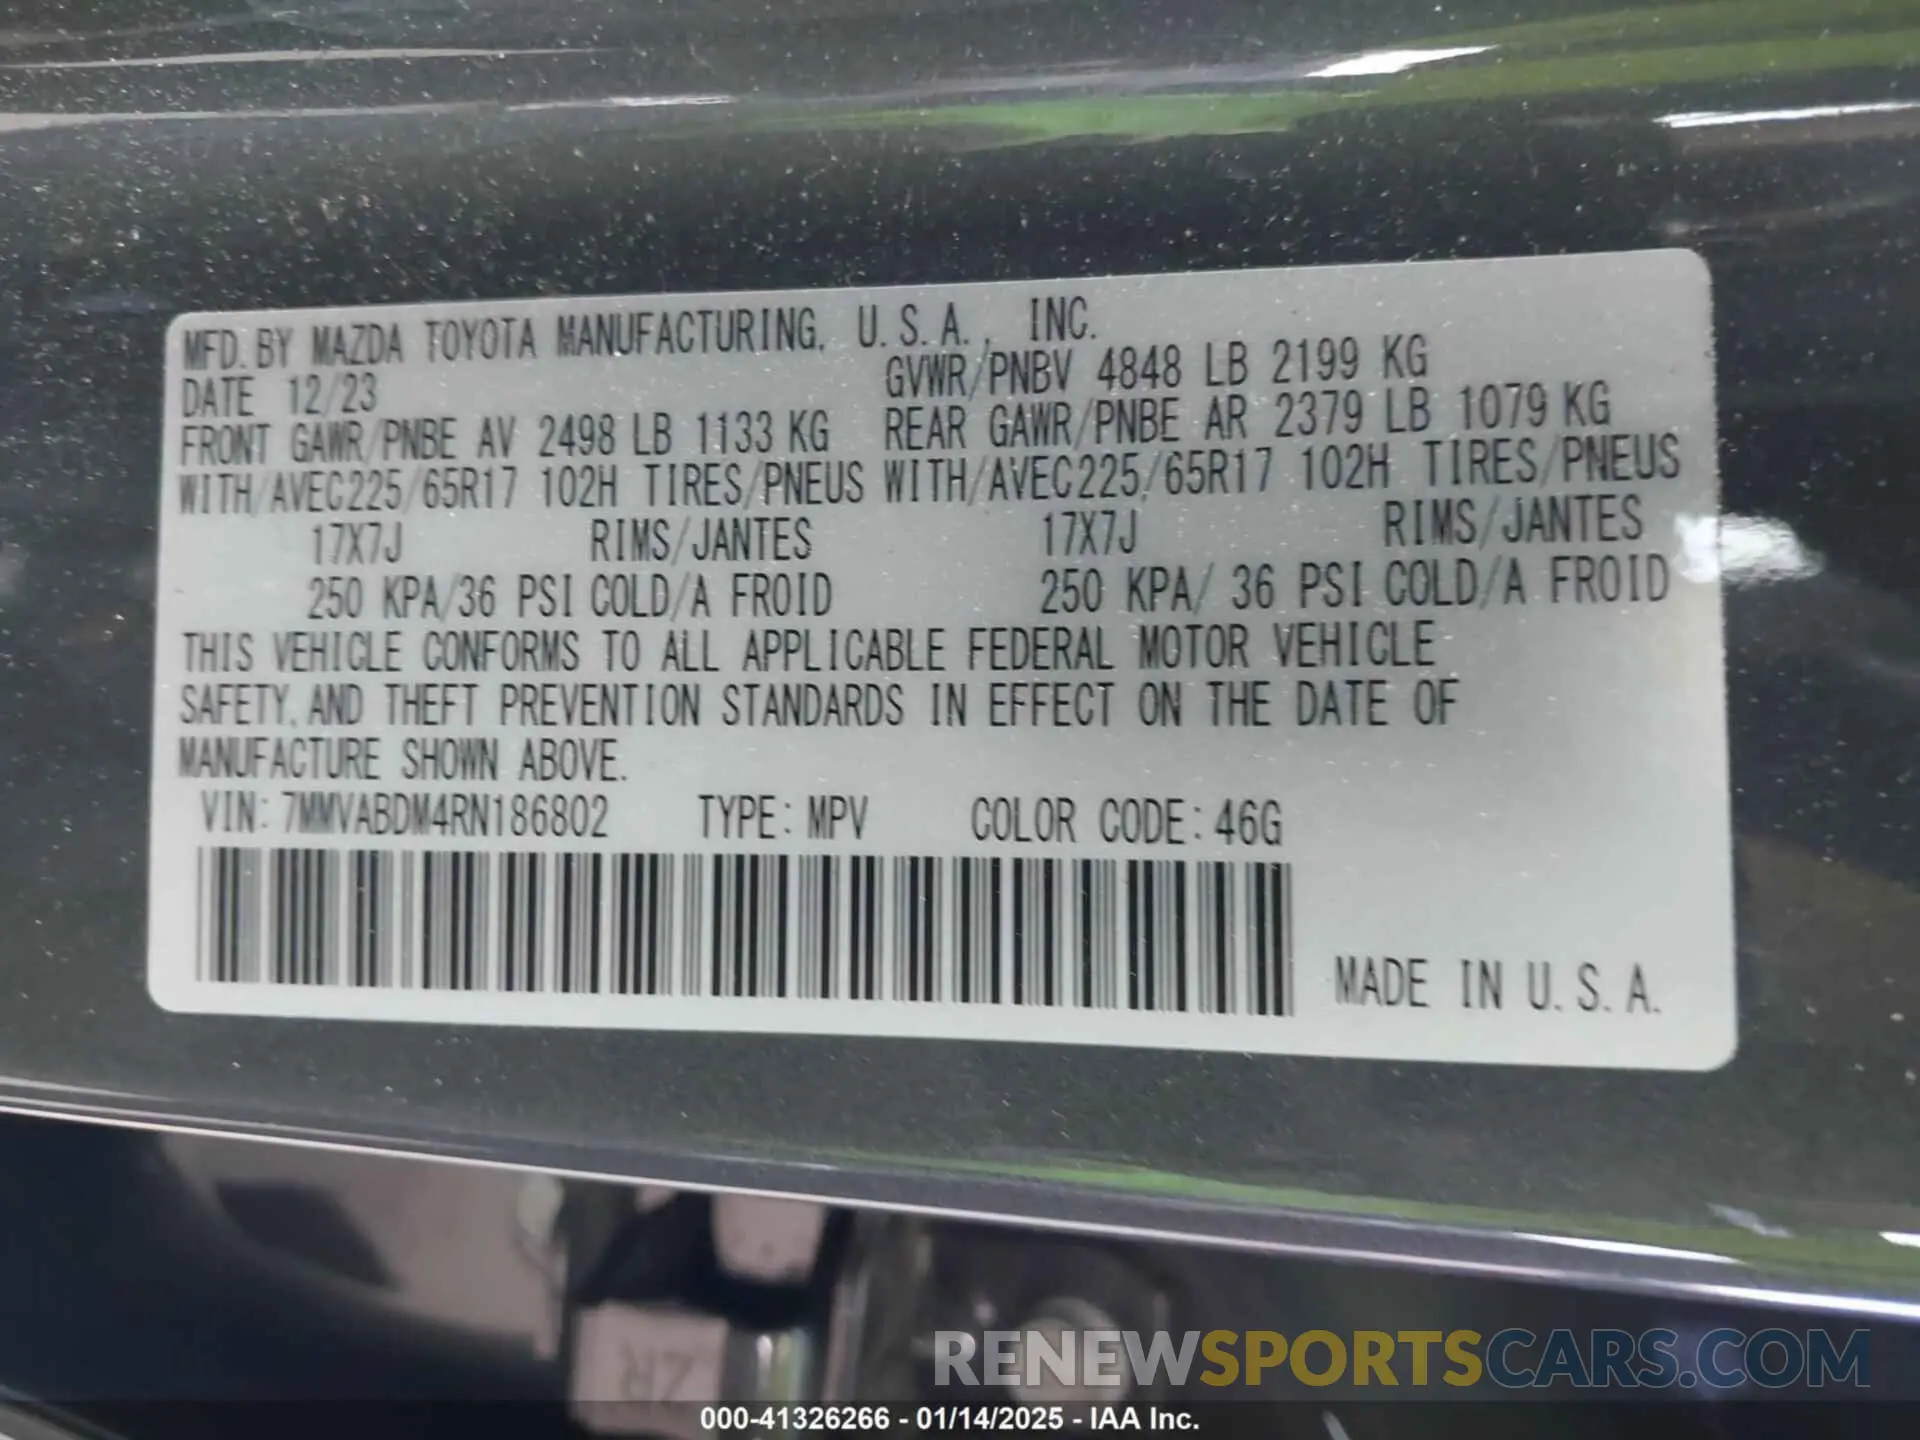 MFD. BY MAZDA TOYOTA MANUFACTURING, U.S.A., INC.
DATE 12/23 GVWR/PNBV 4848 LB 2199 KG
FRONT GAWR/PNBE AV 2498 LB 1133 KG REAR GAWR/PNBE AR 2379 LB 1079 KG
WITH/AVEC225/65R17 102H TIRES/PNEUS WITH/AVEC225/65R17 102H TIRES/PNEUS
17X7J RIMS/JANTES 17X7J RIMS/JANTES
250 KPA/36 PSI COLD/A FROID 250 KPA/ 36 PSI COLD/A FROID
THIS VEHICLE CONFORMS TO ALL APPLICABLE FEDERAL MOTOR VEHICLE
SAFETY, AND THEFT PREVENTION STANDARDS IN EFFECT ON THE DATE OF
MANUFACTURE SHOWN ABOVE.
VIN: 7MMVABDM4RN186802 TYPE: MPV COLOR CODE: 46G
MADE IN U.S.A.
RENEWSPORTSCARS.COM
000-41326266 - 01/14/2025 - IAA Inc.